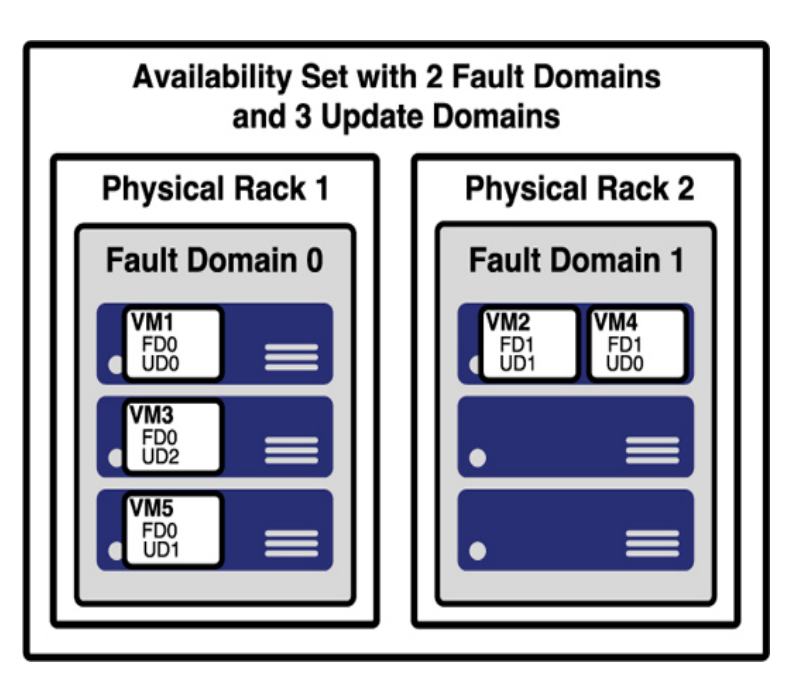 Availability Set with 2 Fault Domains
and 3 Update Domains
Physical Rack 1
Fault Domain 0
VM1
FD0
UD0
VM3
FD0
UD2
VM5
FD0
UD1
Physical Rack 2
Fault Domain 1
VM2
FD1
UD1
VM4
FD1
UD0